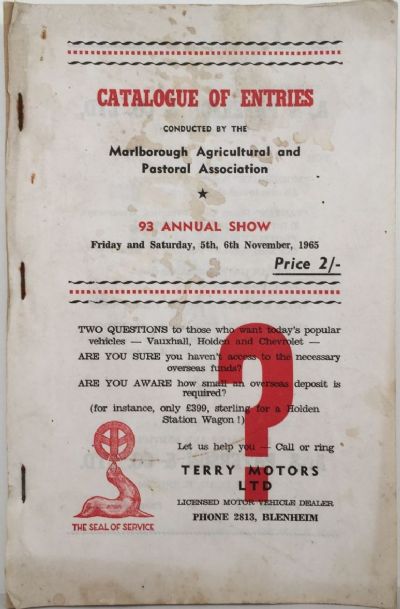 CATALOGUE OF ENTRIES
CONDUCTED BY THE
Marlborough Agricultural and
Pastoral Association
★
93 ANNUAL SHOW
Friday and Saturday, 5th, 6th November, 1965
Price 2/-
TWO QUESTIONS to those who want today's popular
vehicles — Vauxhall, Holden and Chevrolet —
ARE YOU SURE you haven't access to the necessary
overseas funds?
ARE YOU AWARE how small an overseas deposit is
required?
(for instance, only £399, sterling for a Holden
Station Wagon!)
?
Let us help you — Call or ring
TERRY MOTORS
LTD
LICENSED MOTOR VEHICLE DEALER
PHONE 2813, BLENHEIM
THE SEAL OF SERVICE